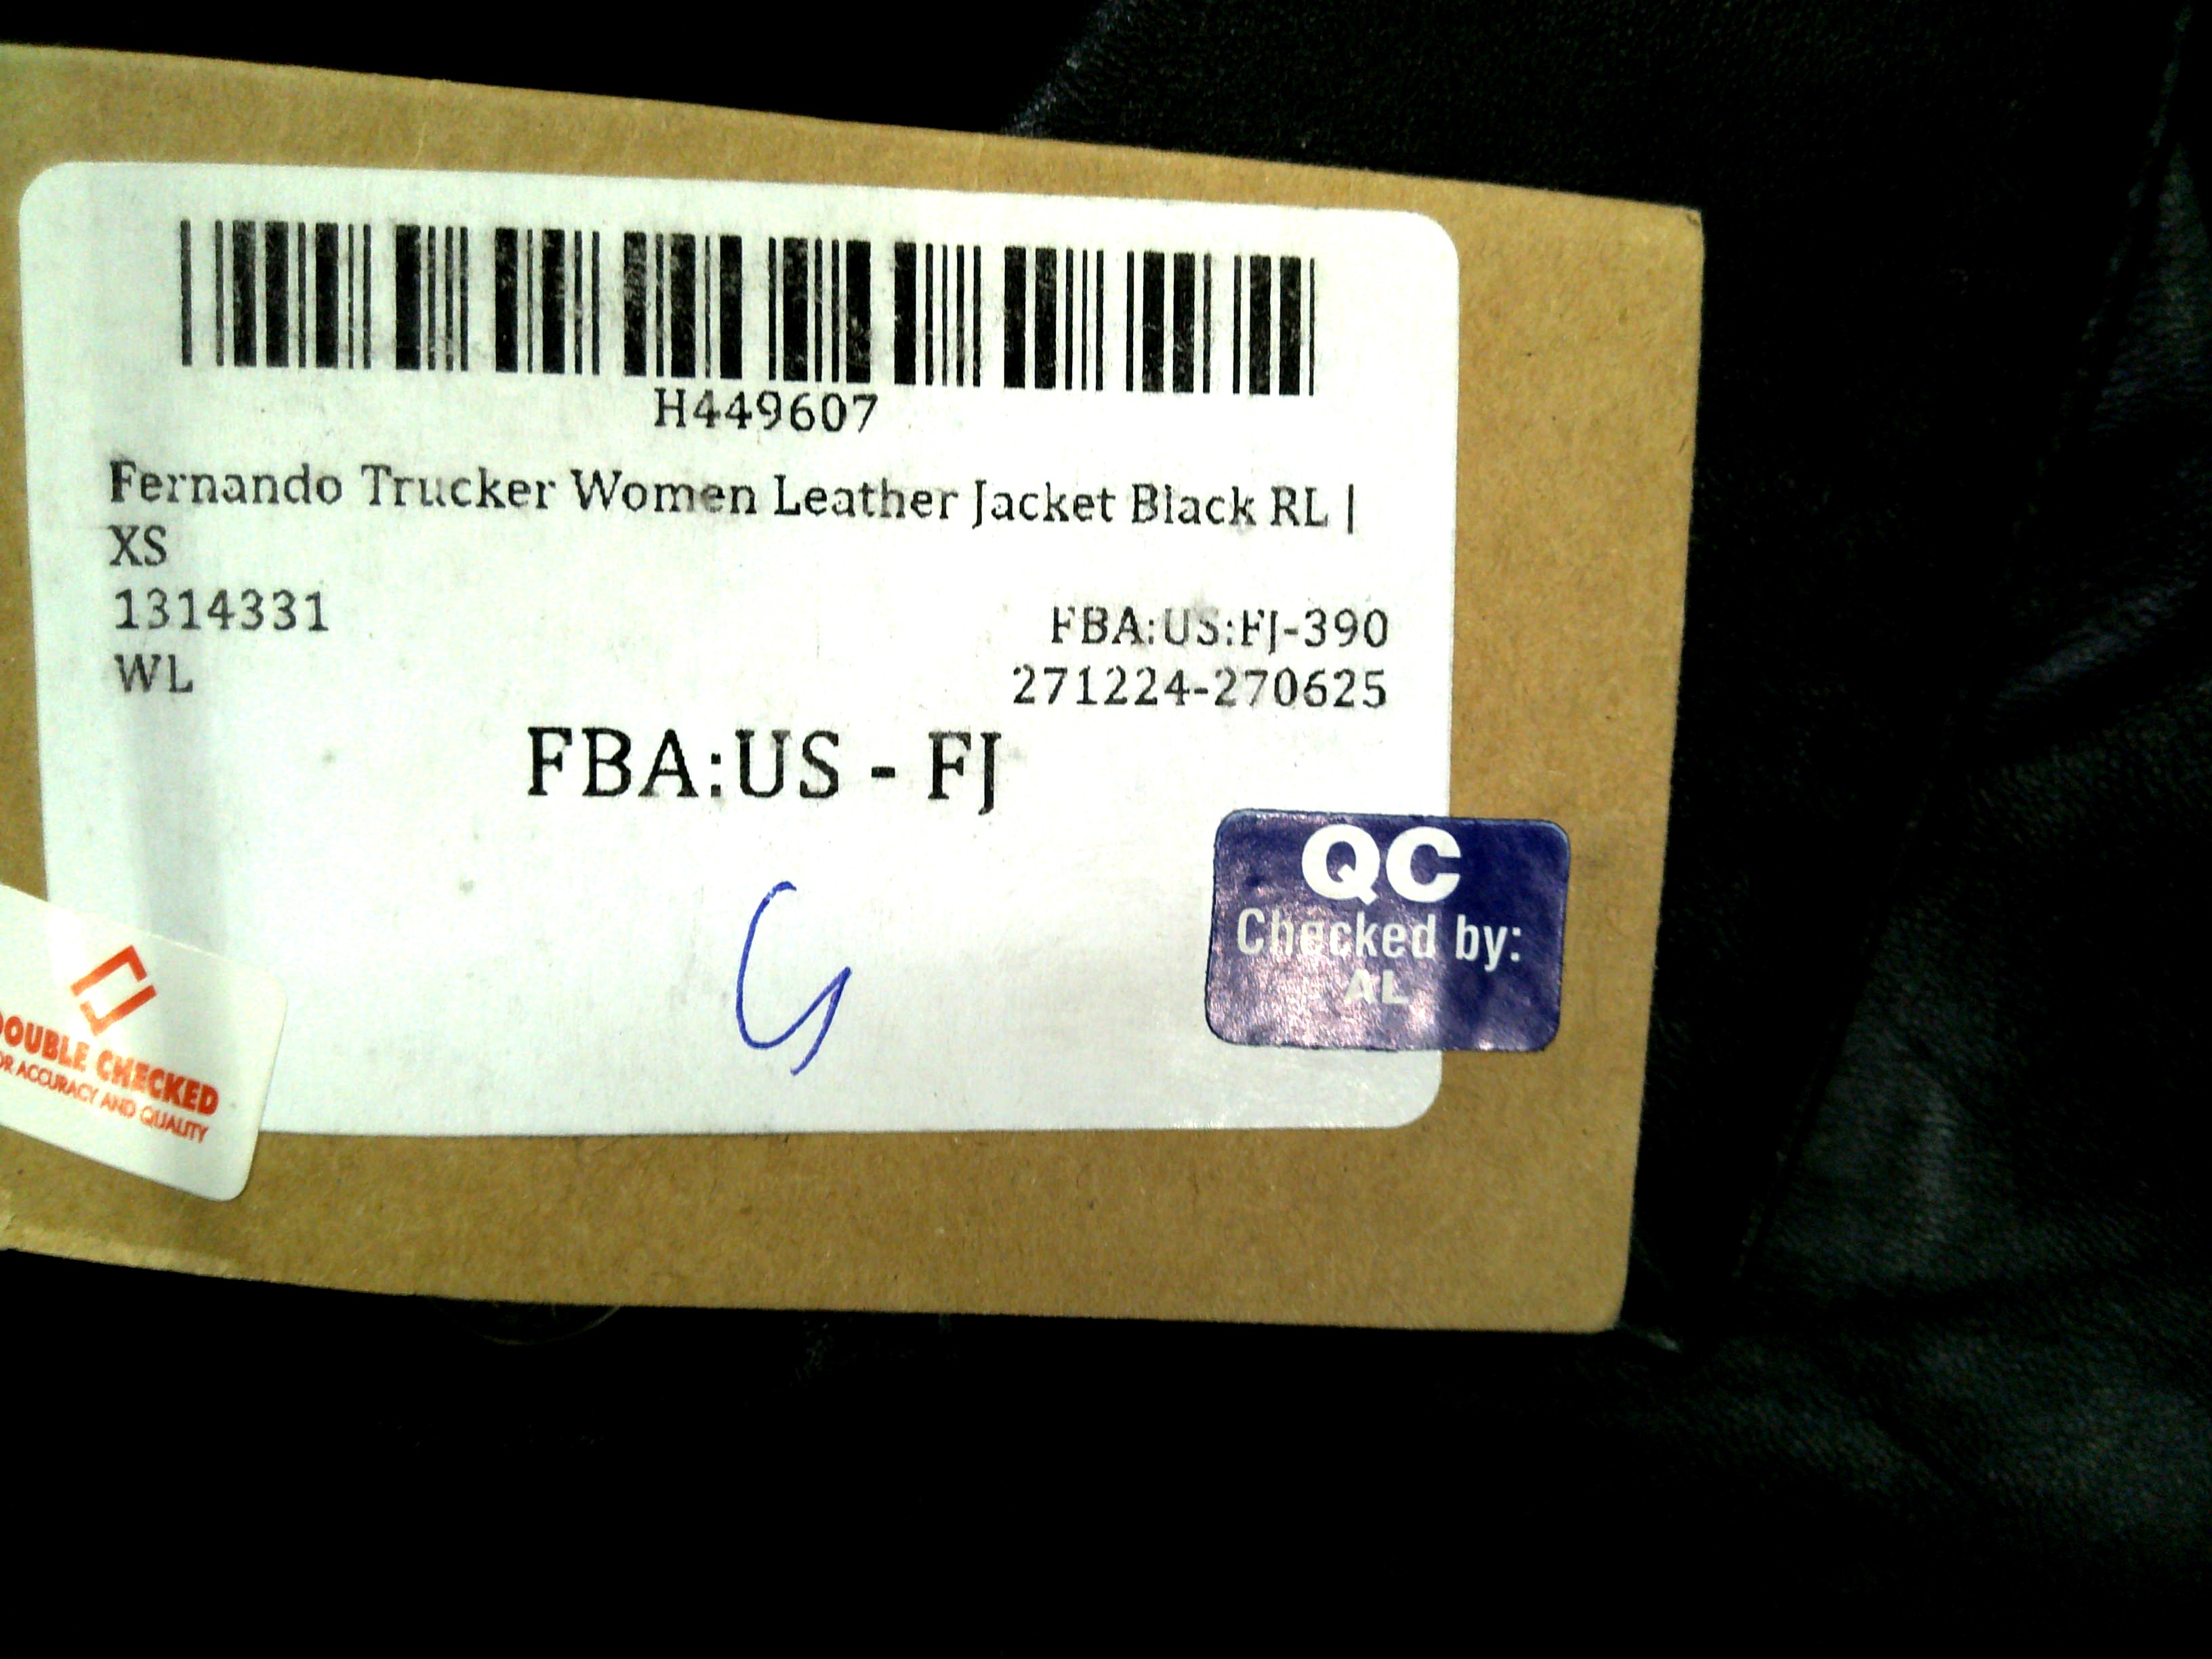 H449607
Fernando Trucker Women Leather Jacket Black RL |
XS
1314331
FBA:US:FJ-390
WL
271224-270625
FBA:US - FJ
QC
Checked by:
AL
DOUBLE CHECKED
OR ACCURACY AND QUALITY